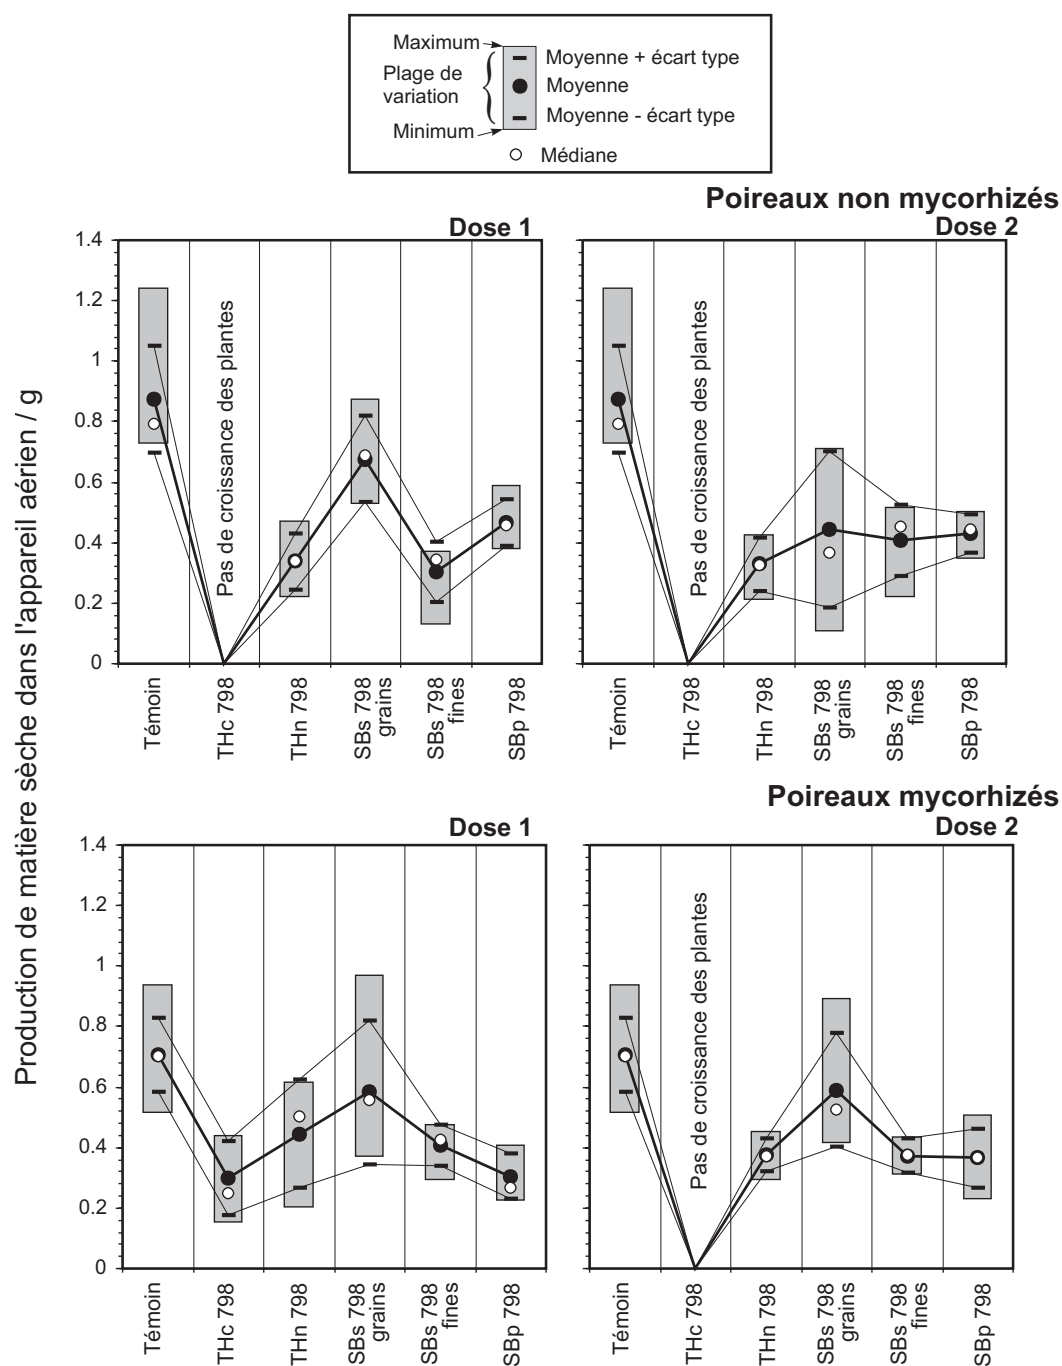 Maximum
Moyenne + écart type
Plage de
variation
Moyenne
Moyenne - écart type
Minimum
Médiane
Production de matière sèche dans l'appareil aérien / g
Poireaux non mycorhizés
Dose 1
Dose 2
1.4
1.2
1
0.8
0.6
0.4
0.2
0
Pas de croissance des plantes
Pas de croissance des plantes
Témoin
THc 798
THn 798
SBs 798
grains
SBs 798
fines
SBp 798
Témoin
THc 798
THn 798
SBs 798
grains
SBs 798
fines
SBp 798
Poireaux mycorhizés
Dose 1
Dose 2
1.4
1.2
1
0.8
0.6
0.4
0.2
0
Pas de croissance des plantes
Témoin
THc 798
THn 798
SBs 798
grains
SBs 798
fines
SBp 798
Témoin
THc 798
THn 798
SBs 798
grains
SBs 798
fines
SBp 798